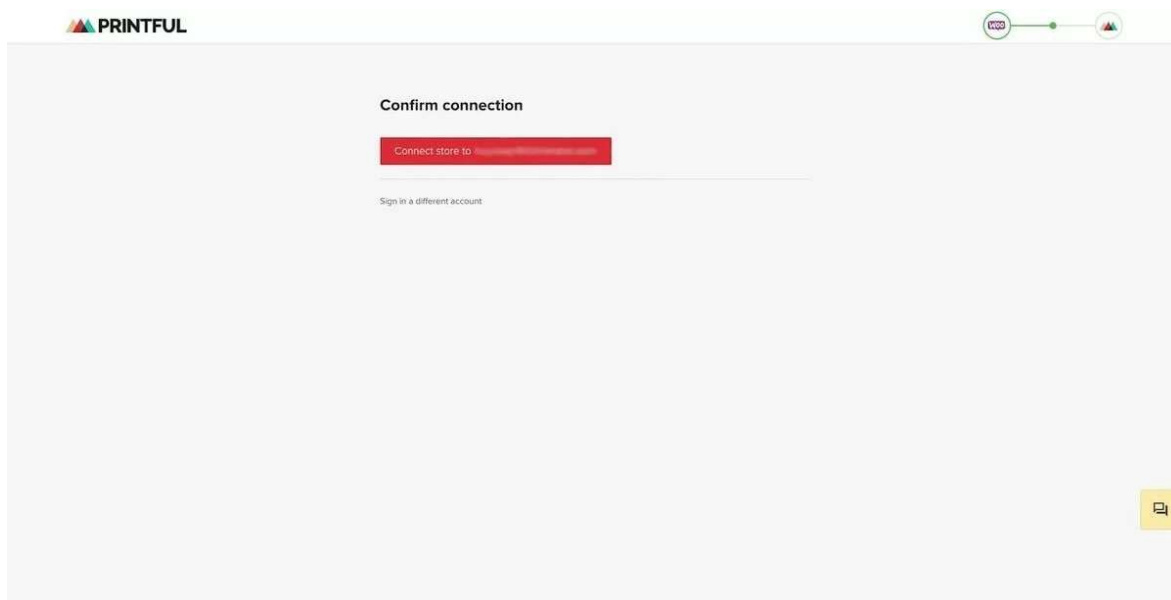 PRINTFUL
WOO
Confirm connection
Connect store to
Sign in a different account